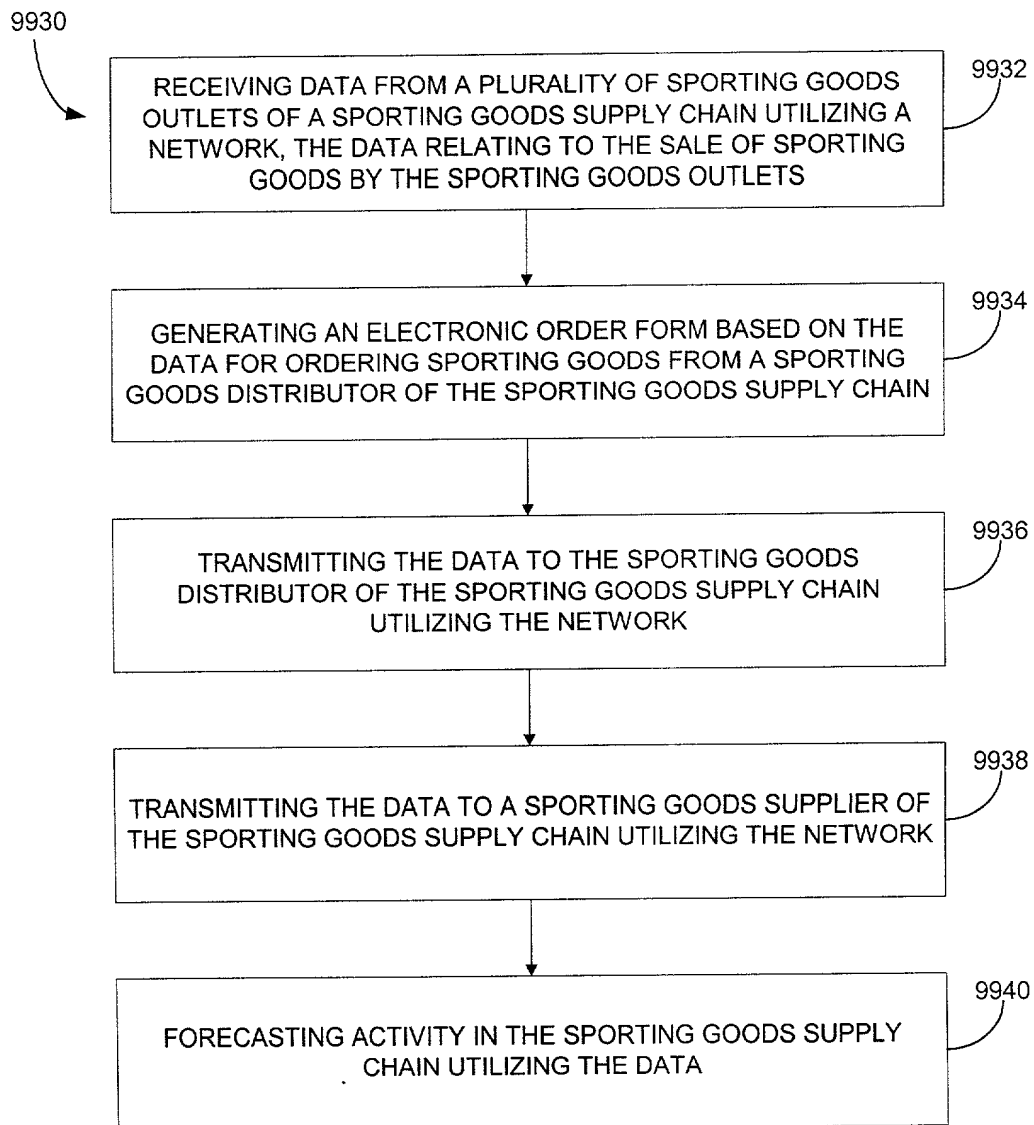 9930
9932
RECEIVING DATA FROM A PLURALITY OF SPORTING GOODS
OUTLETS OF A SPORTING GOODS SUPPLY CHAIN UTILIZING A
NETWORK, THE DATA RELATING TO THE SALE OF SPORTING
GOODS BY THE SPORTING GOODS OUTLETS
9934
GENERATING AN ELECTRONIC ORDER FORM BASED ON THE
DATA FOR ORDERING SPORTING GOODS FROM A SPORTING
GOODS DISTRIBUTOR OF THE SPORTING GOODS SUPPLY CHAIN
9936
TRANSMITTING THE DATA TO THE SPORTING GOODS
DISTRIBUTOR OF THE SPORTING GOODS SUPPLY CHAIN
UTILIZING THE NETWORK
9938
TRANSMITTING THE DATA TO A SPORTING GOODS SUPPLIER OF
THE SPORTING GOODS SUPPLY CHAIN UTILIZING THE NETWORK
9940
FORECASTING ACTIVITY IN THE SPORTING GOODS SUPPLY
CHAIN UTILIZING THE DATA